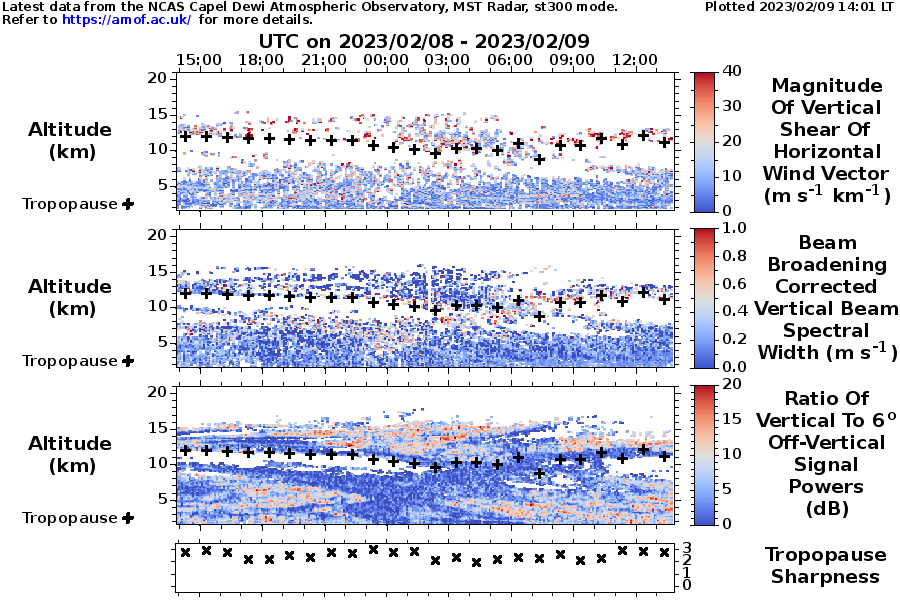 Latest data from the NCAS Capel Dewi Atmospheric Observatory, MST Radar, st300 mode.
Plotted 2023/02/09 14:01 LT
Refer to https://amof.ac.uk/ for more details.
UTC on 2023/02/08 - 2023/02/09
15:00 18:00 21:00 00:00 03:00 06:00 09:00 12:00
Altitude
(km)
Tropopause +
20
15
10
5
40
30
20
10
0
Magnitude
Of Vertical
Shear Of
Horizontal
Wind Vector
(m s-1 km-1)
Altitude
(km)
Tropopause +
20
15
10
5
1.0
0.8
0.6
0.4
0.2
0.0
Beam
Broadening
Corrected
Vertical Beam
Spectral
Width (m s-1)
Altitude
(km)
Tropopause +
20
15
10
5
20
15
10
5
0
Ratio Of
Vertical To 6o
Off-Vertical
Signal
Powers
(dB)
3
2
1
0
Tropopause
Sharpness